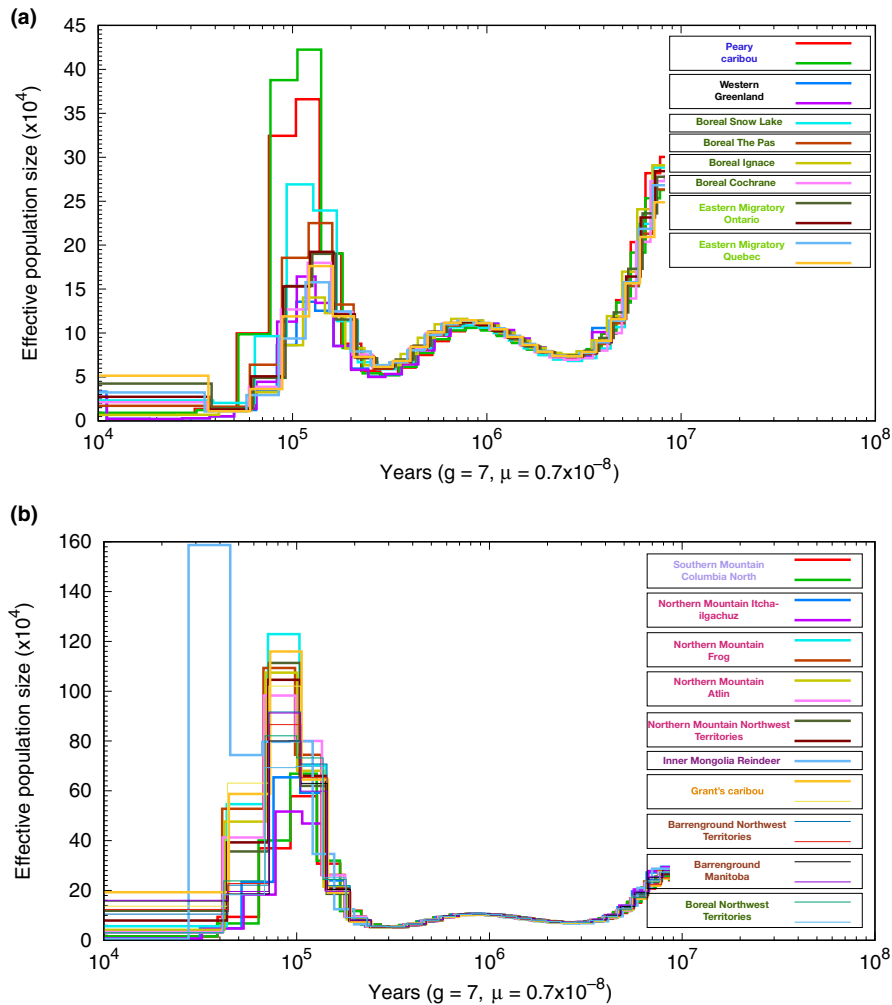 (a)
Effective population size (x10⁴)
45
40
35
30
25
20
15
10
5
0
10⁴ 10⁵ 10⁶ 10⁷ 10⁸
Years (g = 7, μ = 0.7x10⁻⁸)
Peary
caribou
Western
Greenland
Boreal Snow Lake
Boreal The Pas
Boreal Ignace
Boreal Cochrane
Eastern Migratory
Ontario
Eastern Migratory
Quebec
(b)
Effective population size (x10⁴)
160
140
120
100
80
60
40
20
0
10⁴ 10⁵ 10⁶ 10⁷ 10⁸
Years (g = 7, μ = 0.7x10⁻⁸)
Southern Mountain
Columbia North
Northern Mountain Itcha-
ilgachuz
Northern Mountain
Frog
Northern Mountain
Atlin
Northern Mountain Northwest
Territories
Inner Mongolia Reindeer
Grant's caribou
Barrenground Northwest
Territories
Barrenground
Manitoba
Boreal Northwest
Territories